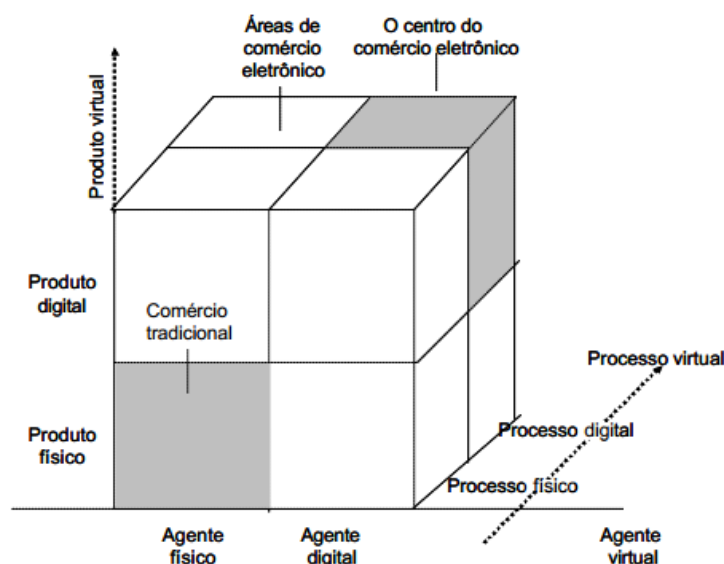 Áreas de
comércio
eletrônico
O centro do
comércio eletrônico
Produto virtual
Produto
digital
Comércio
tradicional
Processo virtual
Produto
físico
Processo digital
Processo físico
Agente
físico
Agente
digital
Agente
virtual